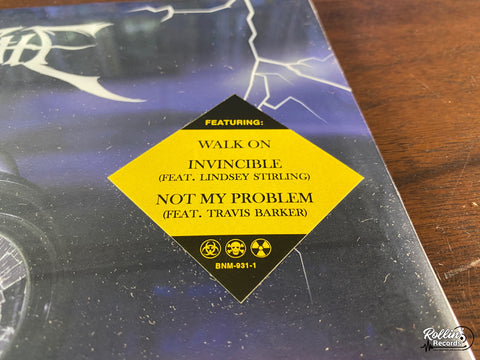 FEATURING:
WALK ON
INVINCIBLE
(FEAT. LINDSEY STIRLING)
NOT MY PROBLEM
(FEAT. TRAVIS BARKER)
BNM-931-1
Rollin
Records